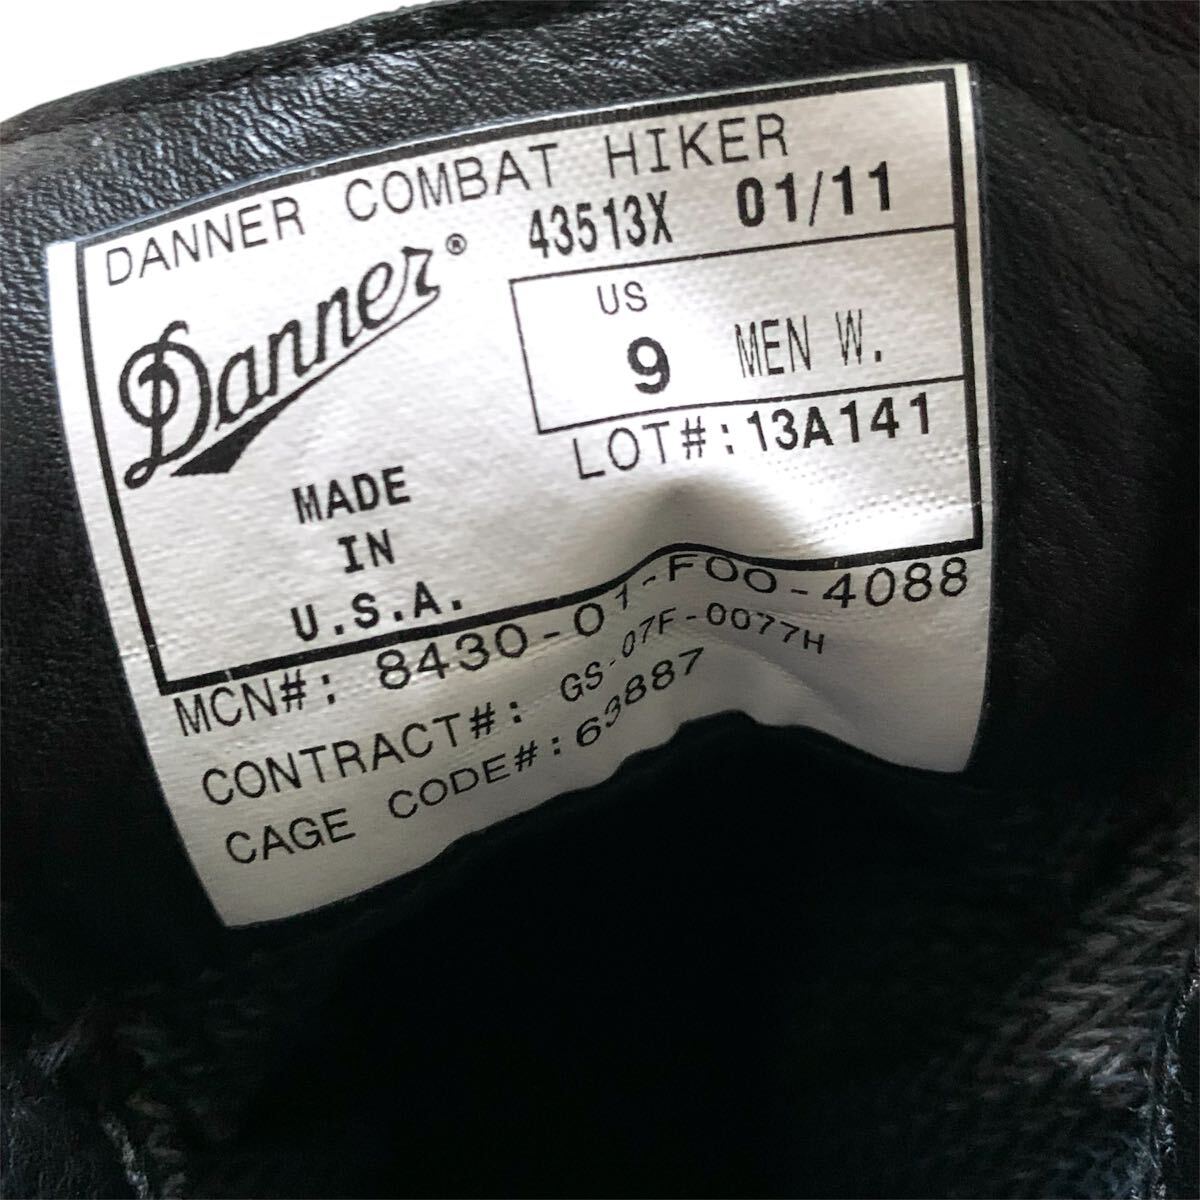 DANNER COMBAT HIKER
Danner®
43513X 01/11
US
9 MEN W.
LOT#: 13A141
MADE
IN
U.S.A.
MCN#: 8430-01-F00-4088
CONTRACT#: GS-07F-0077H
CAGE CODE#: 63887